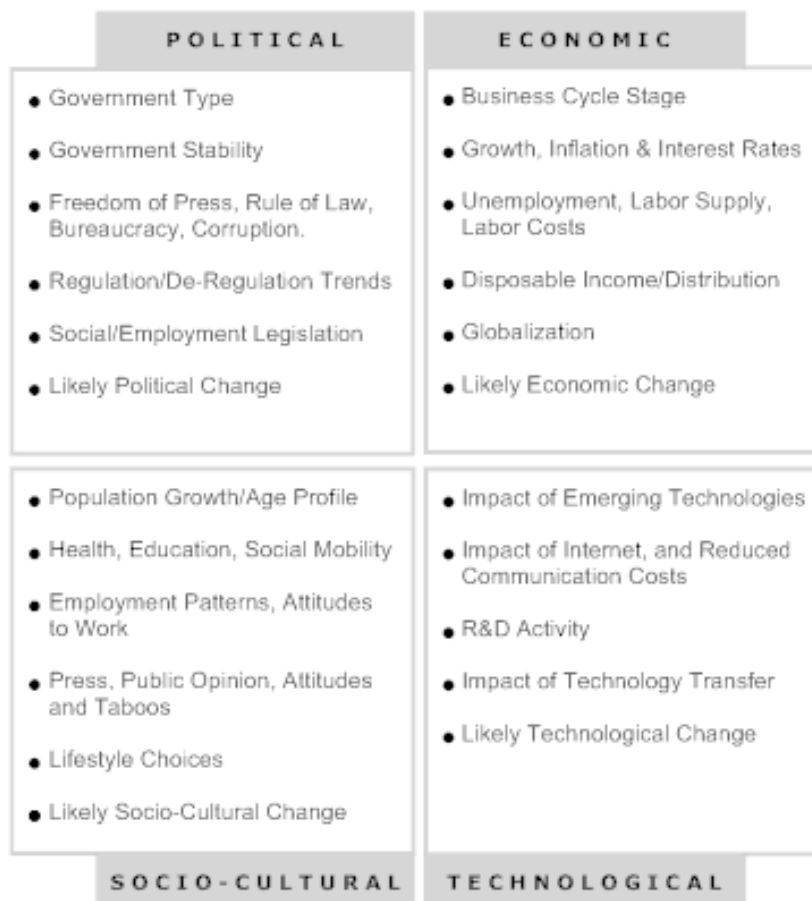 POLITICAL
● Government Type
● Government Stability
● Freedom of Press, Rule of Law,
Bureaucracy, Corruption.
● Regulation/De-Regulation Trends
● Social/Employment Legislation
● Likely Political Change
ECONOMIC
● Business Cycle Stage
● Growth, Inflation & Interest Rates
● Unemployment, Labor Supply,
Labor Costs
● Disposable Income/Distribution
● Globalization
● Likely Economic Change
● Population Growth/Age Profile
● Health, Education, Social Mobility
● Employment Patterns, Attitudes
to Work
● Press, Public Opinion, Attitudes
and Taboos
● Lifestyle Choices
● Likely Socio-Cultural Change
SOCIO-CULTURAL
● Impact of Emerging Technologies
● Impact of Internet, and Reduced
Communication Costs
● R&D Activity
● Impact of Technology Transfer
● Likely Technological Change
TECHNOLOGICAL